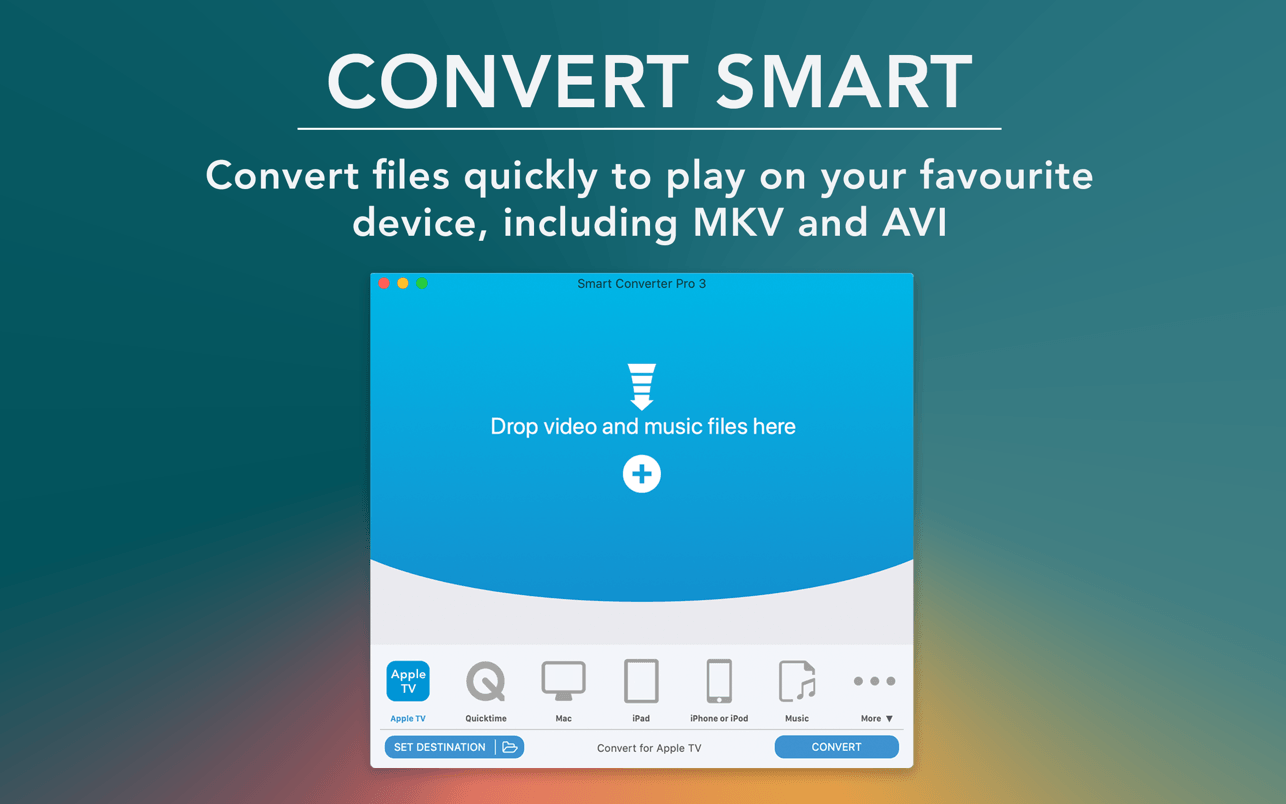 CONVERT SMART
Convert files quickly to play on your favourite
device, including MKV and AVI
Smart Converter Pro 3
Drop video and music files here
Apple
TV
Apple TV
Quicktime
Mac
iPad
iPhone or iPod
Music
More ▼
SET DESTINATION
Convert for Apple TV
CONVERT